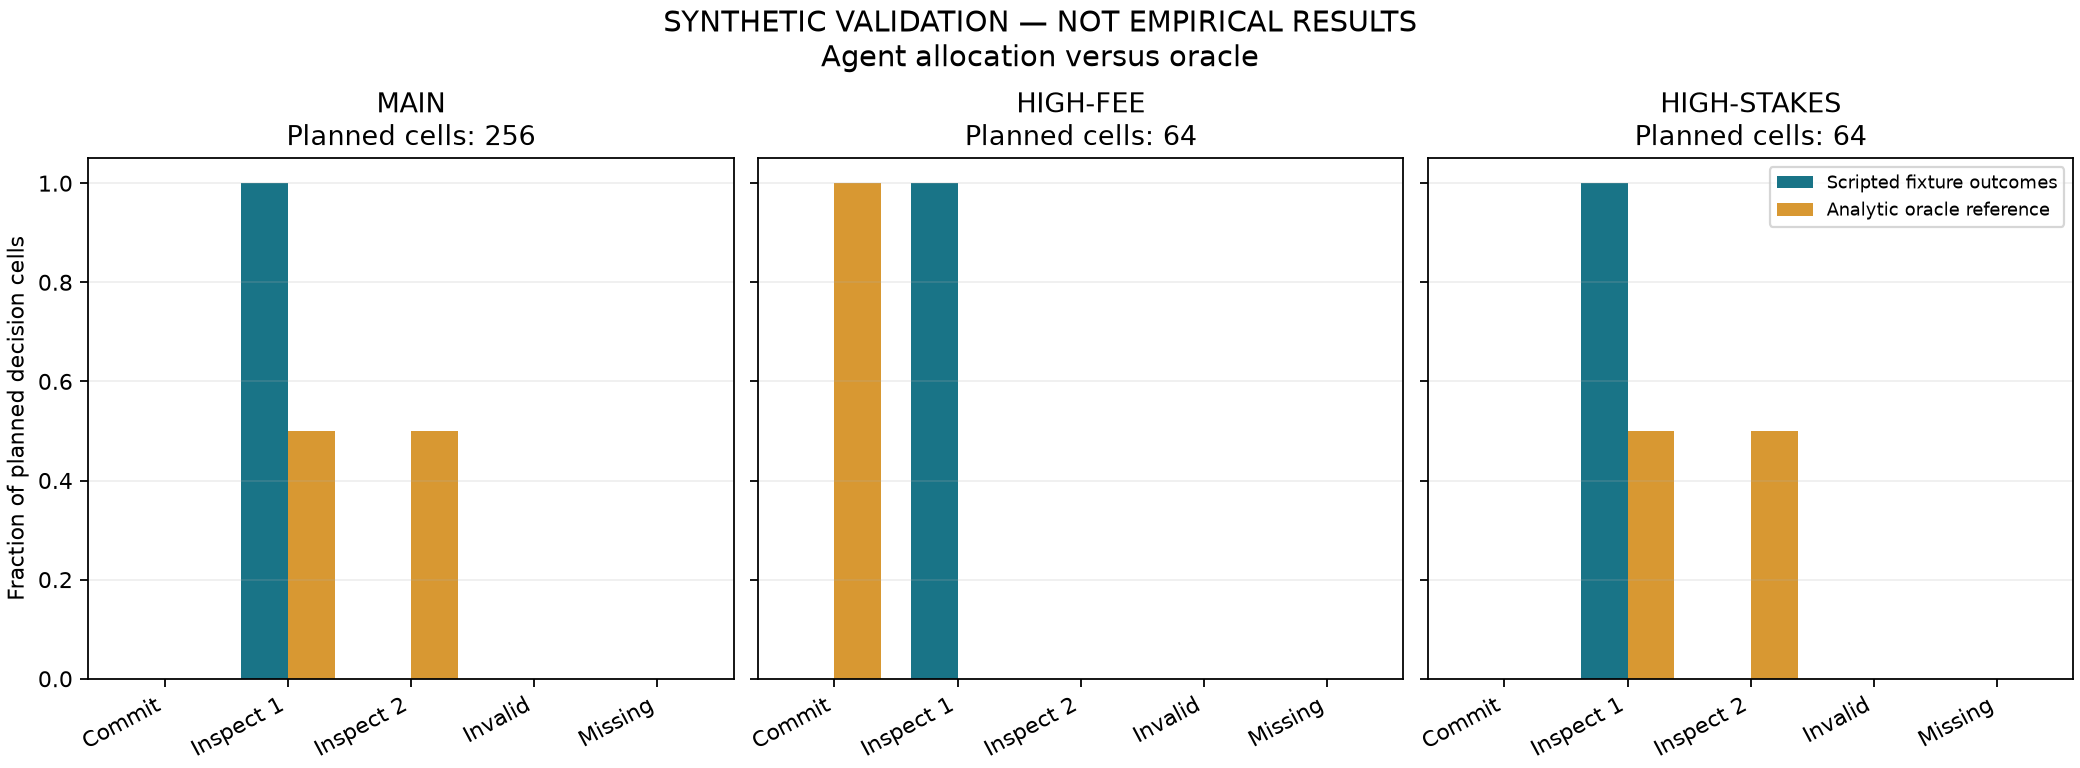 SYNTHETIC VALIDATION — NOT EMPIRICAL RESULTS
Agent allocation versus oracle
MAIN
Planned cells: 256
HIGH-FEE
Planned cells: 64
HIGH-STAKES
Planned cells: 64
Scripted fixture outcomes
Analytic oracle reference
Fraction of planned decision cells
1.0
0.8
0.6
0.4
0.2
0.0
Commit
Inspect 1
Inspect 2
Invalid
Missing
Commit
Inspect 1
Inspect 2
Invalid
Missing
Commit
Inspect 1
Inspect 2
Invalid
Missing